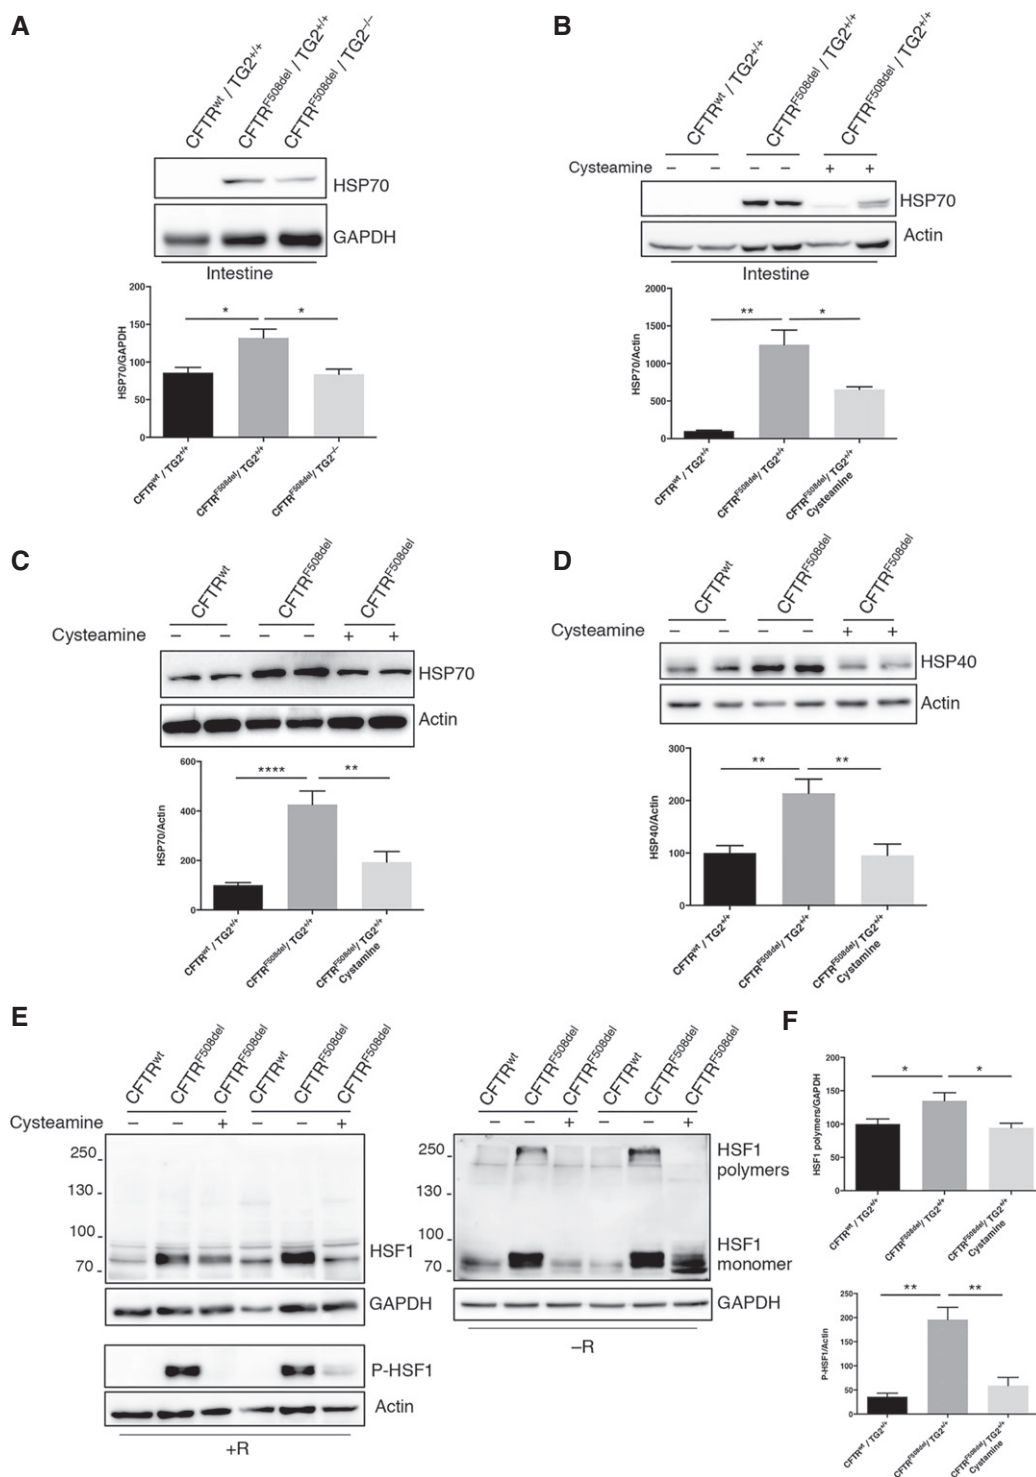 A
CFTRwt / TG2+/+
CFTRF508del / TG2+/+
CFTRF508del / TG2–/–
HSP70
GAPDH
Intestine
200
150
100
50
0
HSP70/GAPDH
* *
CFTRwt / TG2+/+
CFTRF508del/ TG2+/+
CFTRF508del/ TG2–/–
B
CFTRwt / TG2+/+
CFTRF508del / TG2+/+
CFTRF508del / TG2+/+
Cysteamine – – – – + +
HSP70
Actin
Intestine
2000
1500
1000
500
0
HSP70/Actin
** *
CFTRwt / TG2+/+
CFTRF508del/ TG2+/+
CFTRF508del/ TG2+/+
Cysteamine
C
CFTRwt
CFTRF508del
CFTRF508del
Cysteamine – – – – + +
HSP70
Actin
600
400
200
0
HSP70/Actin
**** **
CFTRwt / TG2+/+
CFTRF508del/ TG2+/+
CFTRF508del/ TG2+/+
Cystamine
D
CFTRwt
CFTRF508del
CFTRF508del
Cysteamine – – – – + +
HSP40
Actin
300
200
100
0
HSP40/Actin
** **
CFTRwt / TG2+/+
CFTRF508del/ TG2+/+
CFTRF508del/ TG2+/+
Cystamine
E
CFTRwt
CFTRF508del
CFTRF508del
CFTRwt
CFTRF508del
CFTRF508del
Cysteamine – – + – – +
250
130
100
70
HSF1
GAPDH
P-HSF1
Actin
+R
CFTRwt
CFTRF508del
CFTRF508del
CFTRwt
CFTRF508del
CFTRF508del
– – + – – +
250
130
100
70
HSF1
polymers
HSF1
monomer
GAPDH
–R
F
200
150
100
50
0
HSF1 polymers/GAPDH
* *
CFTRwt / TG2+/+
CFTRF508del/ TG2+/+
CFTRF508del/ TG2+/+
Cystamine
250
200
150
100
50
0
P-HSF1/Actin
** **
CFTRwt / TG2+/+
CFTRF508del/ TG2+/+
CFTRF508del/ TG2+/+
Cystamine